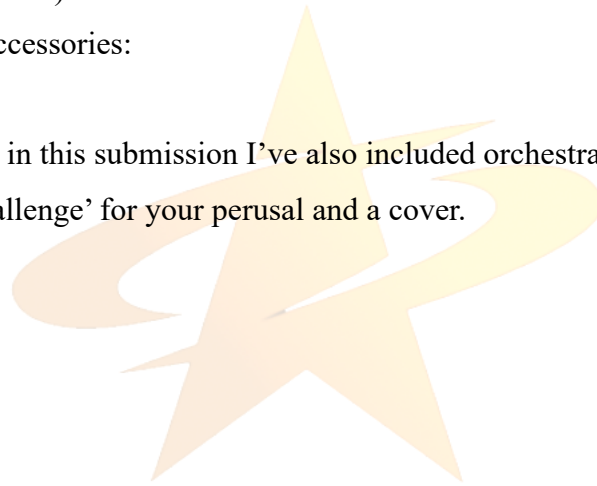 ccessories:
in this submission I’ve also included orchestra
allenge’ for your perusal and a cover.